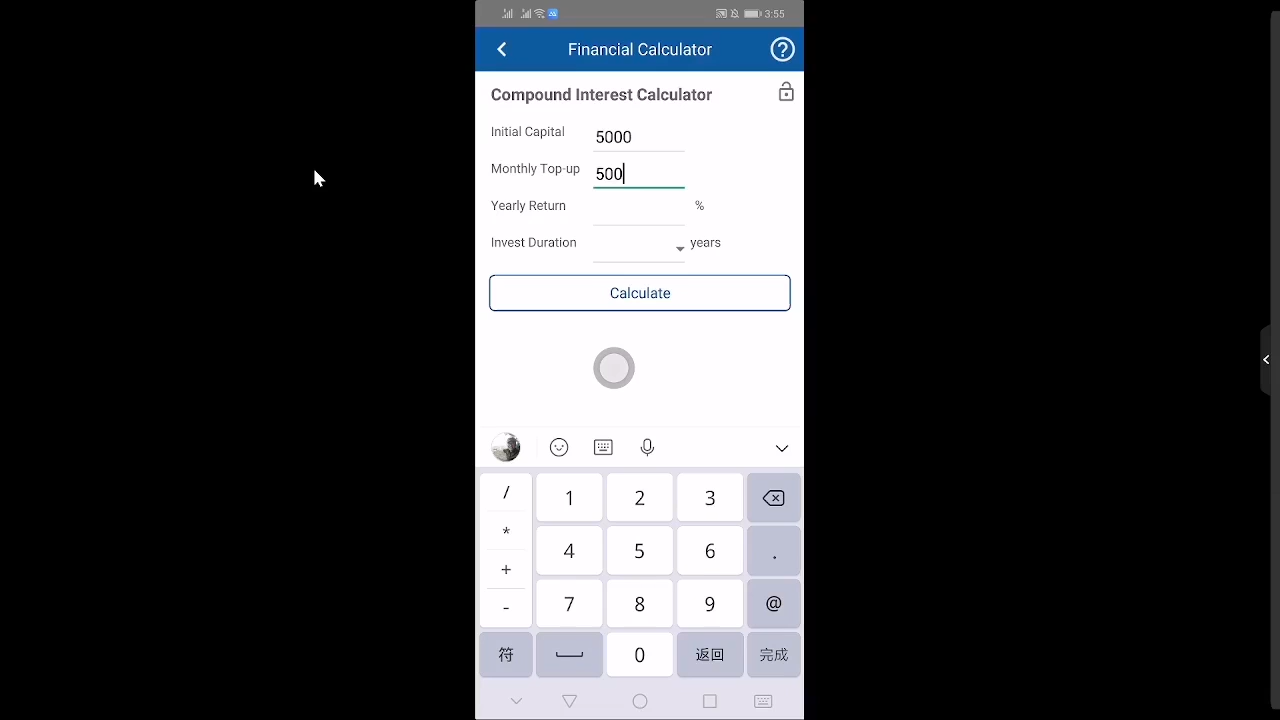 3:55
Financial Calculator
?
Compound Interest Calculator
Initial Capital 5000
Monthly Top-up 500
Yearly Return %
Invest Duration years
Calculate
/ 1 2 3
* 4 5 6 .
+ 7 8 9 @
-
符 0 返回 完成